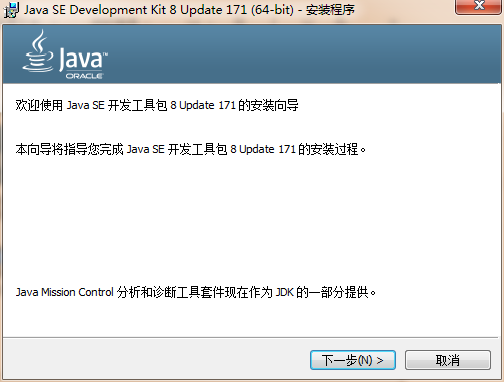 Java SE Development Kit 8 Update 171 (64-bit) - 安装程序
Java™
ORACLE
欢迎使用 Java SE 开发工具包 8 Update 171 的安装向导
本向导将指导您完成 Java SE 开发工具包 8 Update 171 的安装过程。
Java Mission Control 分析和诊断工具套件现在作为 JDK 的一部分提供。
下一步(N) >
取消